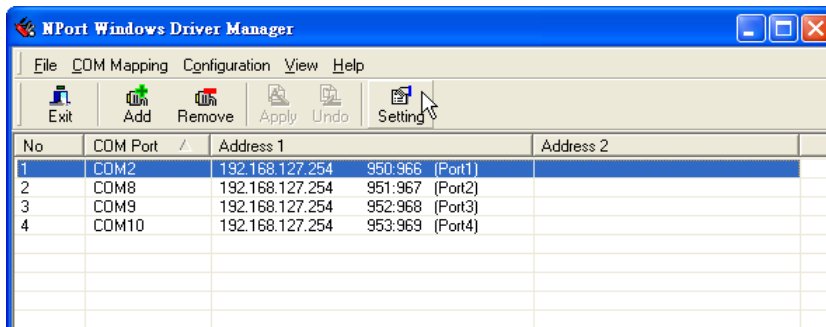 NPort Windows Driver Manager
File COM Mapping Configuration View Help
Exit Add Remove Apply Undo Setting
No COM Port Address 1 Address 2
1 COM2 192.168.127.254 950:966 (Port1)
2 COM8 192.168.127.254 951:967 (Port2)
3 COM9 192.168.127.254 952:968 (Port3)
4 COM10 192.168.127.254 953:969 (Port4)